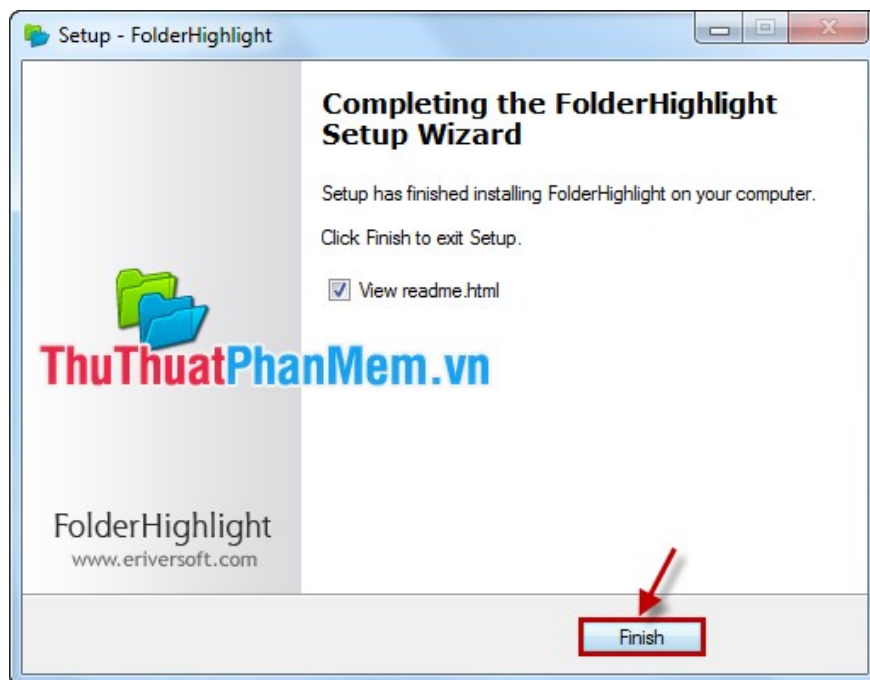 Setup - FolderHighlight
Completing the FolderHighlight
Setup Wizard
Setup has finished installing FolderHighlight on your computer.
Click Finish to exit Setup.
View readme.html
ThuThuatPhanMem.vn
FolderHighlight
www.eriversoft.com
Finish